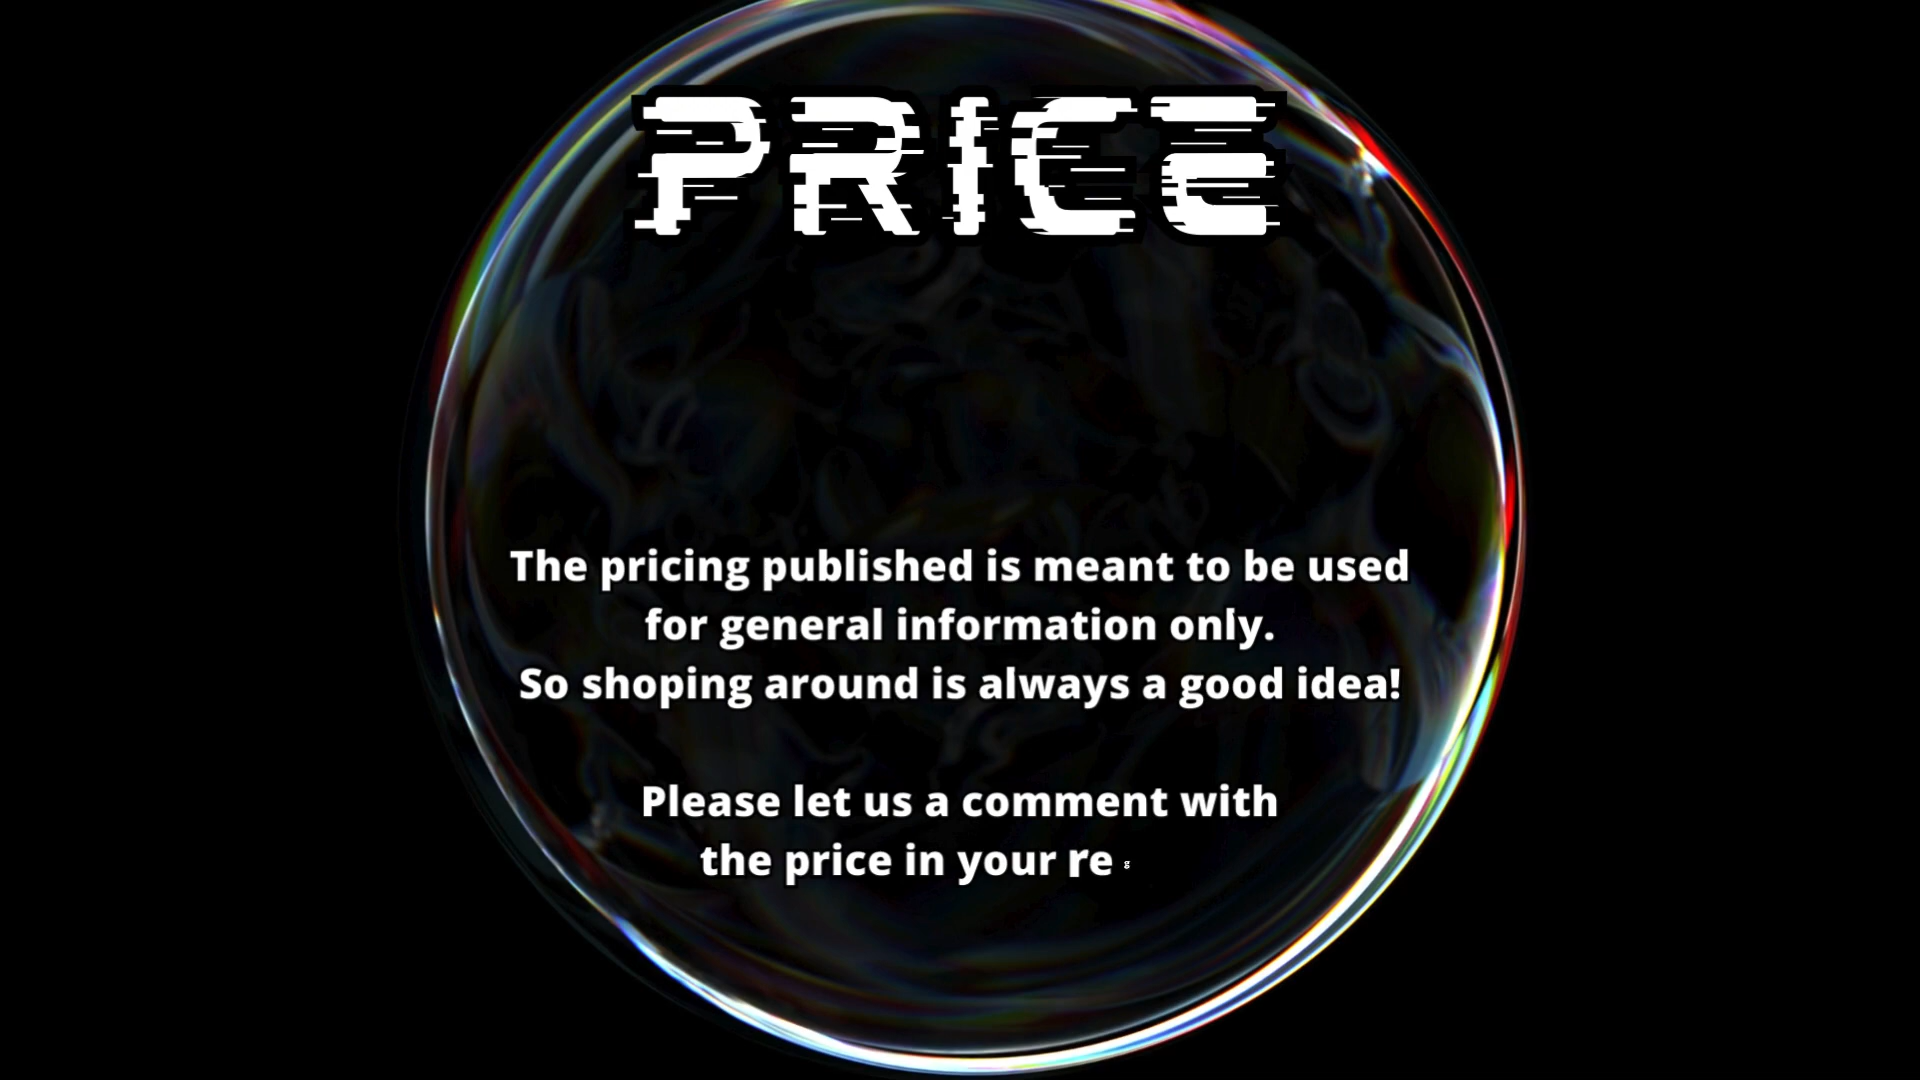 PRICE
The pricing published is meant to be used
for general information only.
So shoping around is always a good idea!
Please let us a comment with
the price in your re g